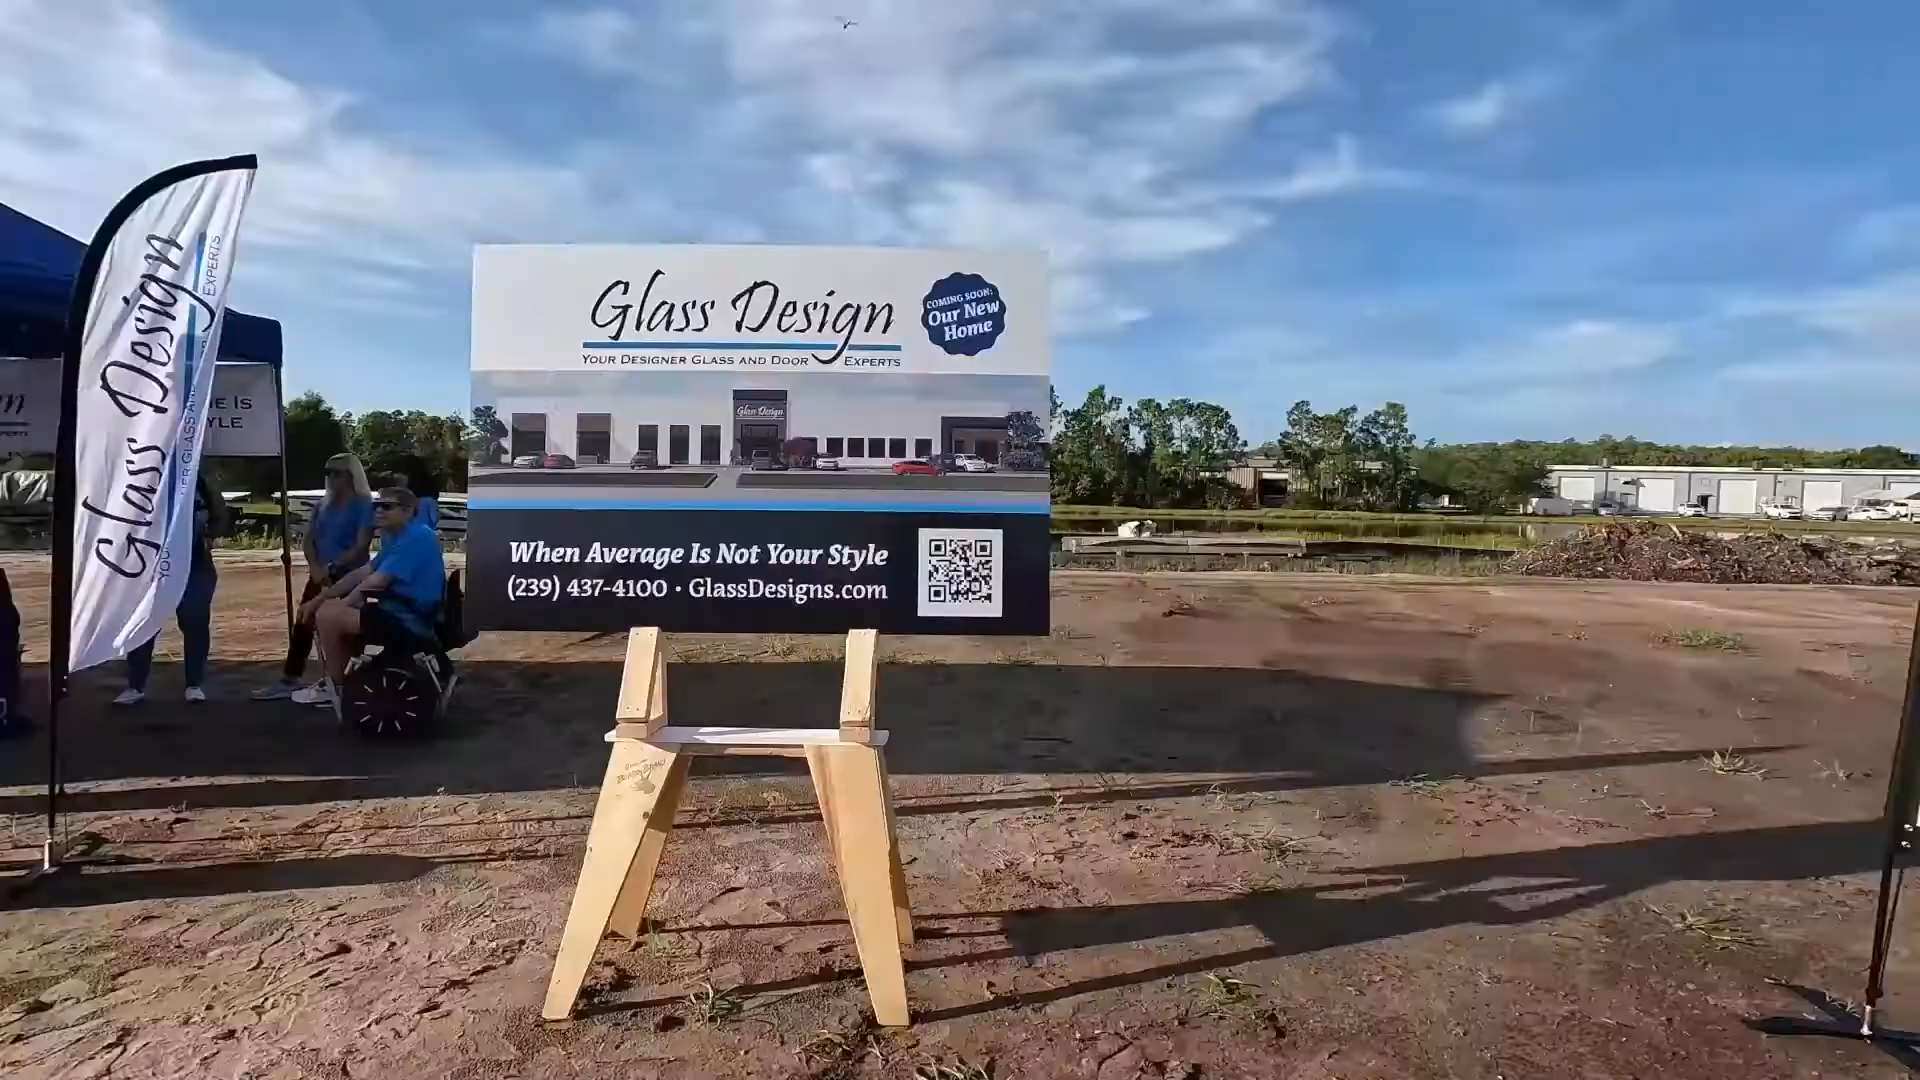 Glass Design
YOUR DESIGNER GLASS AND DOOR EXPERTS
COMING SOON:
Our New
Home
Glass Design
When Average Is Not Your Style
(239) 437-4100 • GlassDesigns.com
Glass Design
EXPERTS
E IS
YLE